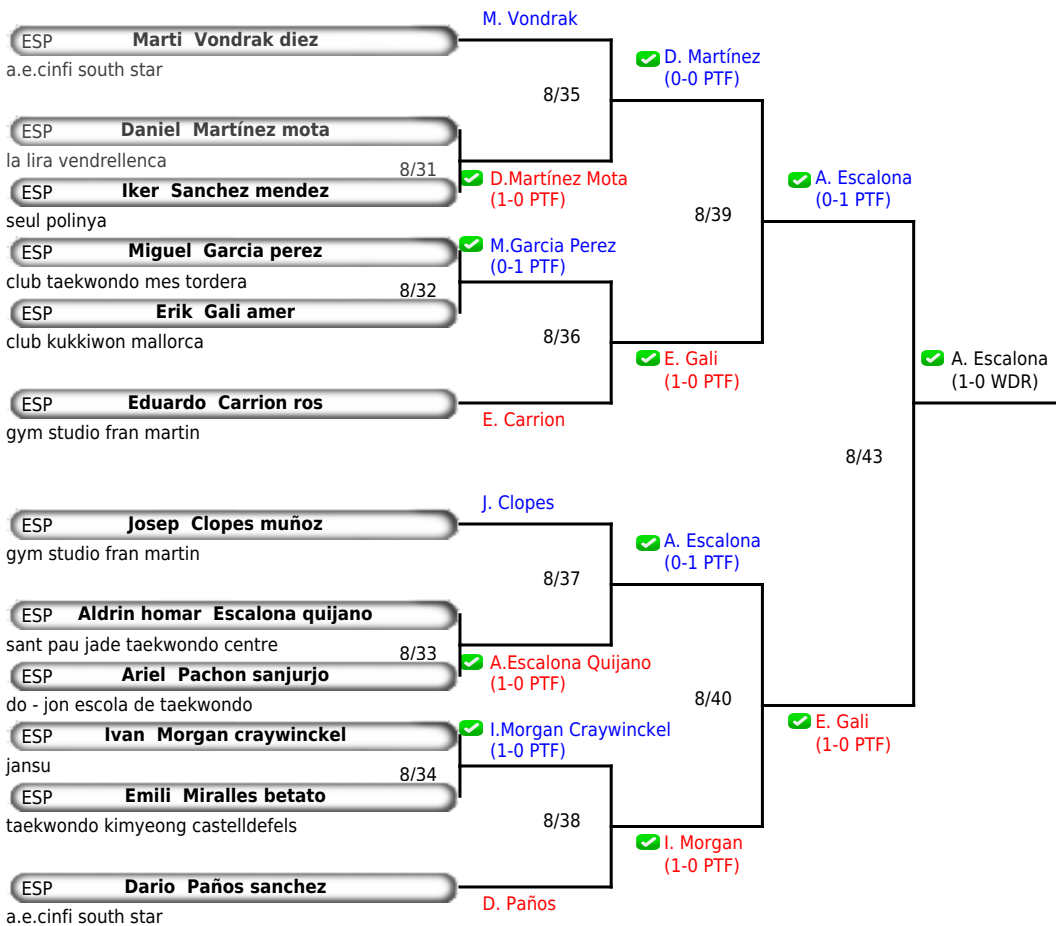 M. Vondrak
ESP Marti Vondrak diez
a.e.cinfi south star
D. Martínez
(0-0 PTF)
8/35
ESP Daniel Martínez mota
la lira vendrellenca
8/31
ESP Iker Sanchez mendez
seul polinya
D.Martínez Mota
(1-0 PTF)
A. Escalona
(0-1 PTF)
8/39
ESP Miguel Garcia perez
club taekwondo mes tordera
M.Garcia Perez
(0-1 PTF)
8/32
ESP Erik Gali amer
club kukkiwon mallorca
8/36
E. Gali
(1-0 PTF)
A. Escalona
(1-0 WDR)
ESP Eduardo Carrion ros
gym studio fran martin
E. Carrion
8/43
J. Clopes
ESP Josep Clopes muñoz
gym studio fran martin
A. Escalona
(0-1 PTF)
8/37
ESP Aldrin homar Escalona quijano
sant pau jade taekwondo centre
8/33
ESP Ariel Pachon sanjurjo
do - jon escola de taekwondo
A.Escalona Quijano
(1-0 PTF)
8/40
E. Gali
(1-0 PTF)
ESP Ivan Morgan craywinckel
jansu
I.Morgan Craywinckel
(1-0 PTF)
8/34
ESP Emili Miralles betato
taekwondo kimyeong castelldefels
8/38
I. Morgan
(1-0 PTF)
ESP Dario Paños sanchez
a.e.cinfi south star
D. Paños